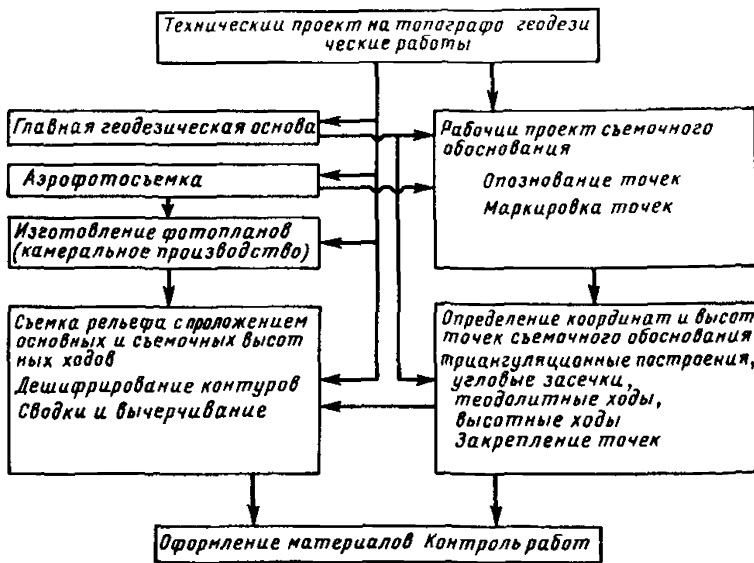 Техническии проект на топографо геодези
ческие работы
Главная геодезическая основа
Аэрофотосъемка
Изготовление фотопланов
(камеральное производство)
Съемка рельефа с проложением
основных и съемочных высот
ных ходов
Дешифрирование контуров
Сводки и вычерчивание
Рабочии проект съемочного
обоснования
Опознование точек
Маркировка точек
Определение координат и высот
точек съемочного обоснования
триангуляционные построения,
угловые засечки,
теодолитные ходы,
высотные ходы
Закрепление точек
Оформление материалов Контроль работ